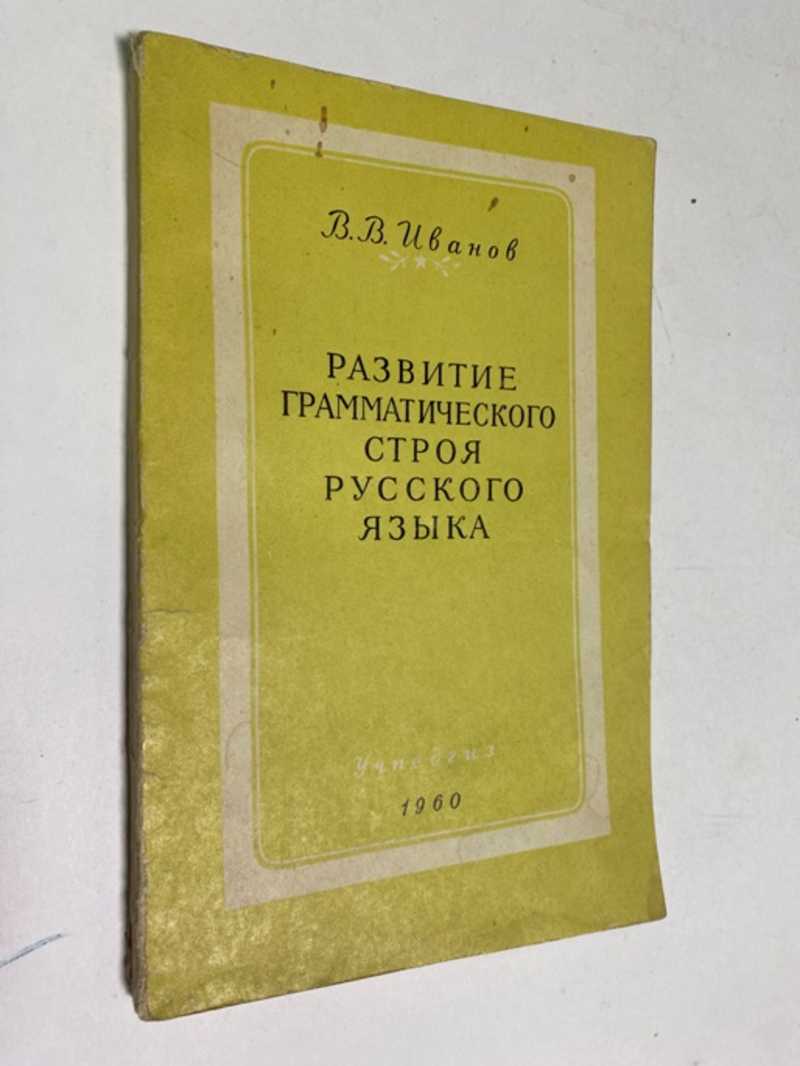 В. В. Иванов
РАЗВИТИЕ
ГРАММАТИЧЕСКОГО
СТРОЯ
РУССКОГО
ЯЗЫКА
Учпедгиз
1960